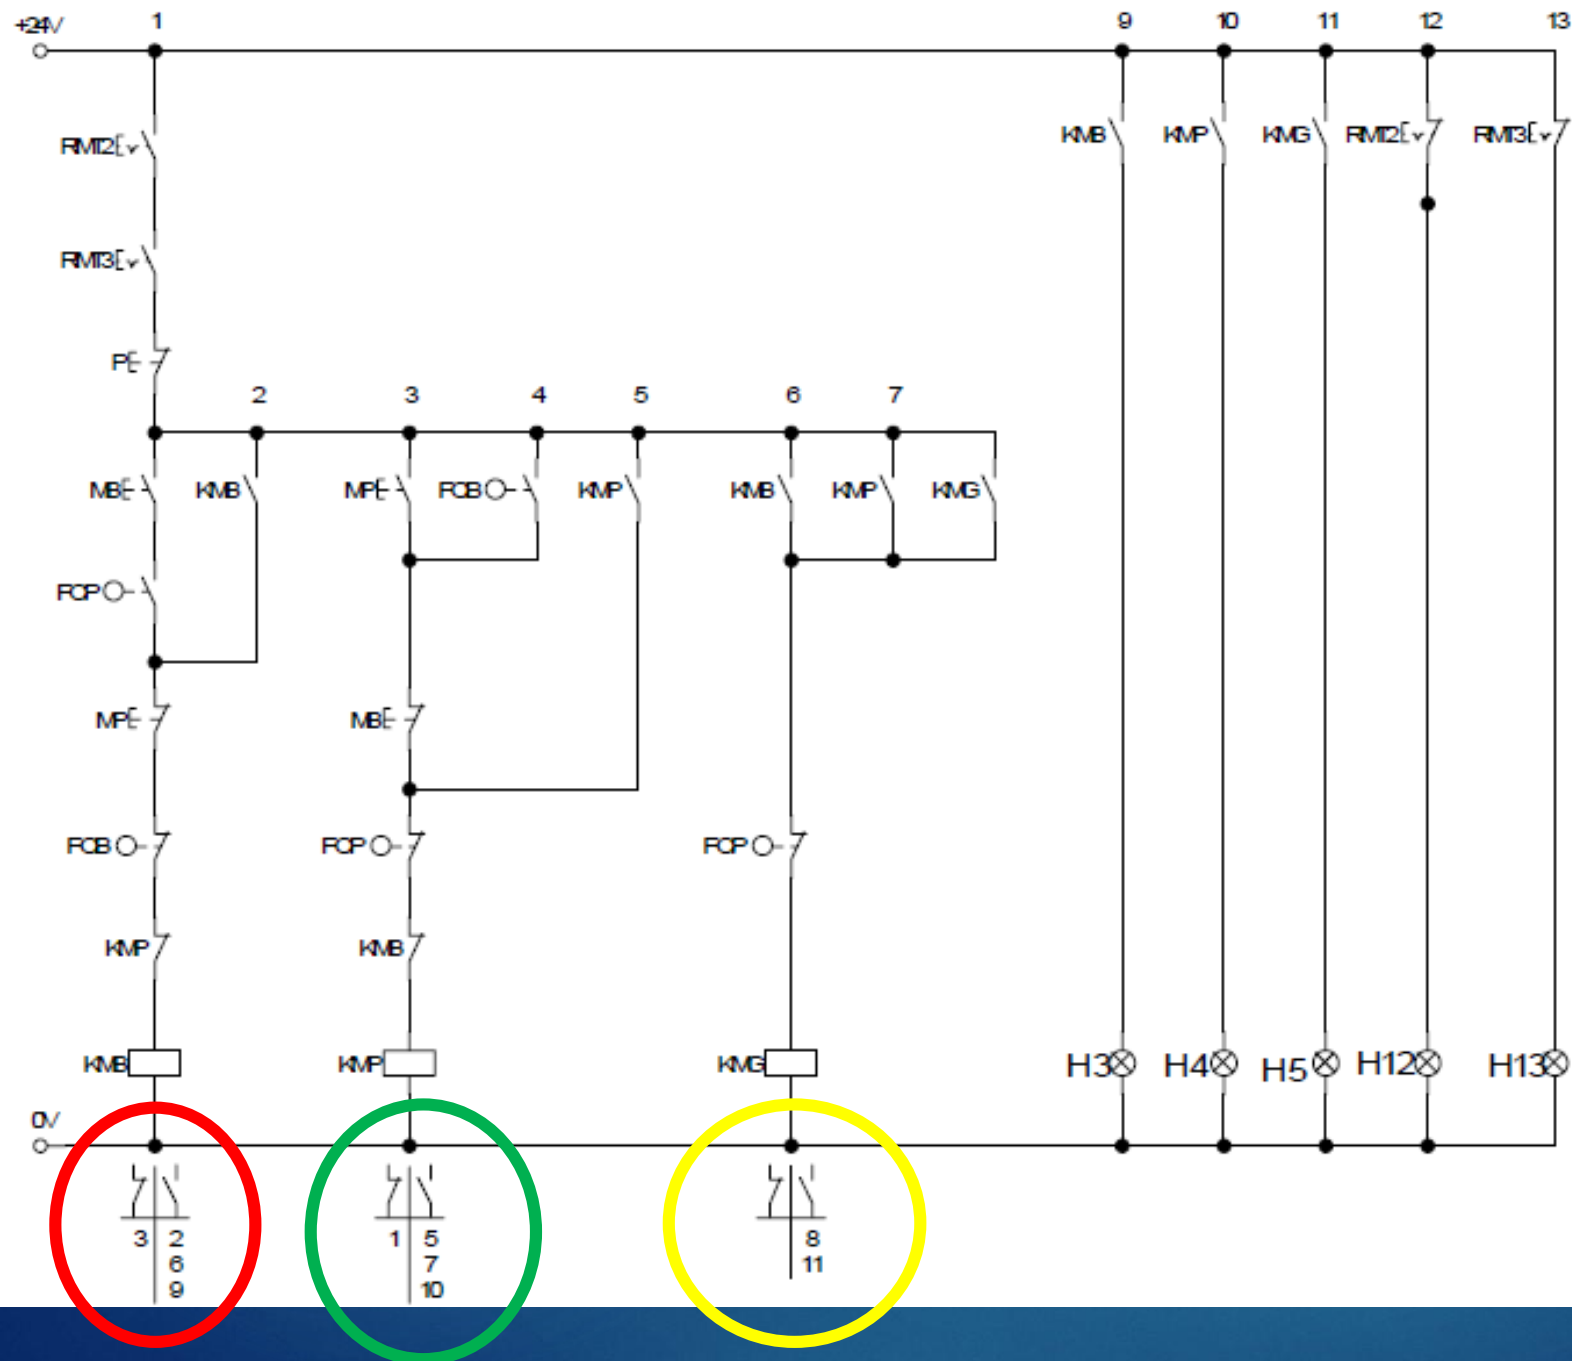 +24V 1 9 10 11 12 13
RMT2 KMB KMP KMG RMT2 RMT3
RMT3
P
2 3 4 5 6 7
MB KMB MP FCB KMP KMB KMP KMG
FCP
MP MB
FCB FCP FCP
KMP KMB
KMB KMP KMG H3 H4 H5 H12 H13
0V
3 2 1 5 8
6 7 11
9 10